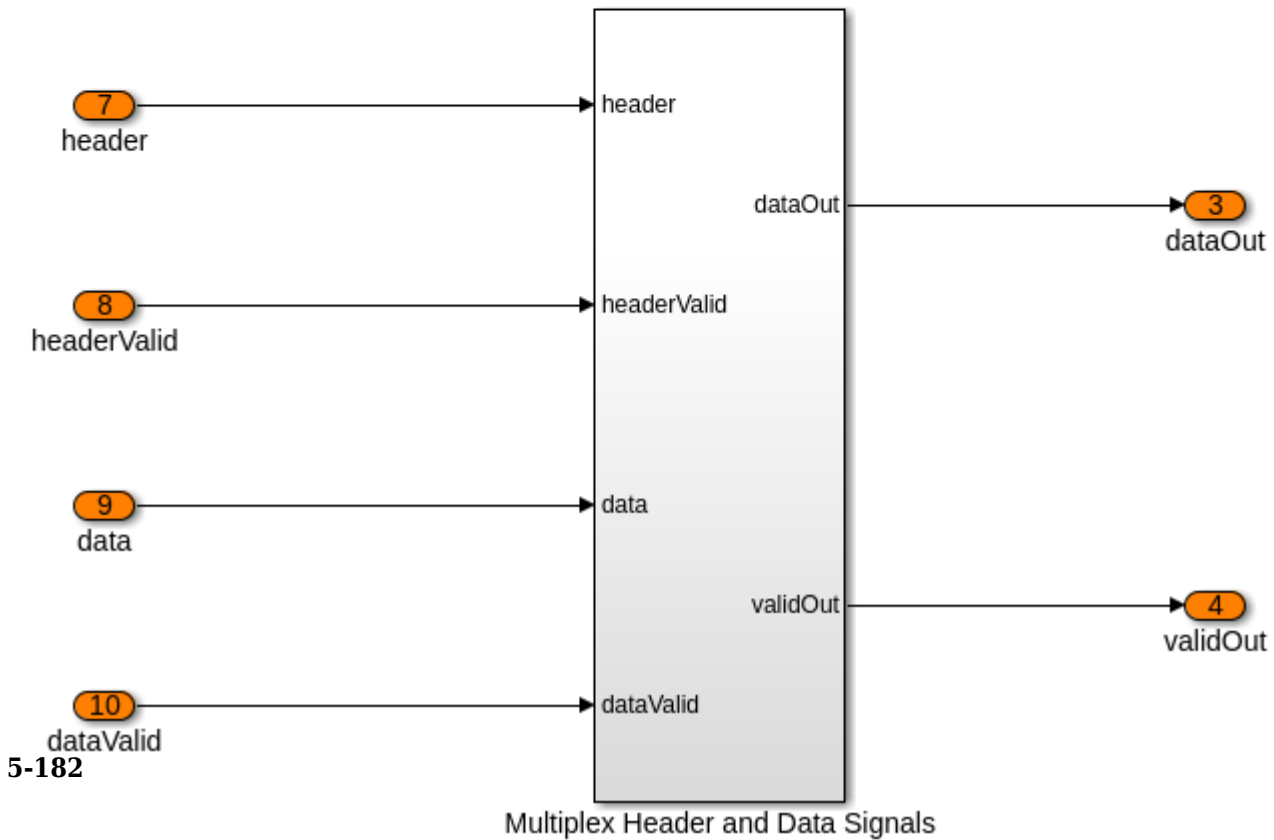 7
header
header
dataOut
3
dataOut
8
headerValid
headerValid
9
data
data
validOut
4
validOut
10
dataValid
dataValid
5-182
Multiplex Header and Data Signals